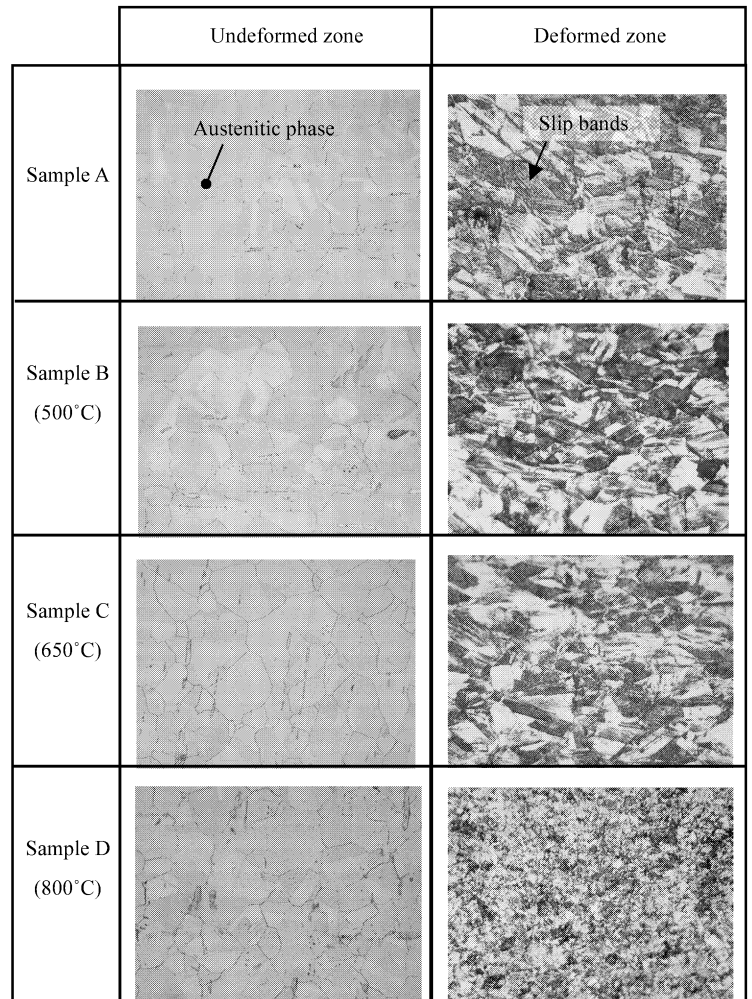 Undeformed zone
Deformed zone
Sample A
Austenitic phase
Slip bands
Sample B
(500˚C)
Sample C
(650˚C)
Sample D
(800˚C)